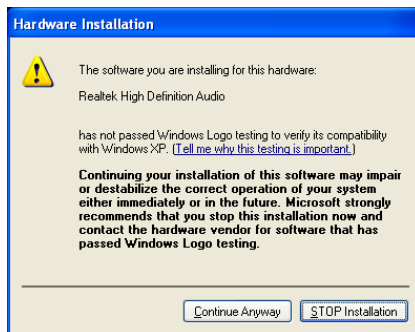 Hardware Installation
The software you are installing for this hardware:
Realtek High Definition Audio
has not passed Windows Logo testing to verify its compatibility
with Windows XP. (Tell me why this testing is important.)
Continuing your installation of this software may impair
or destabilize the correct operation of your system
either immediately or in the future. Microsoft strongly
recommends that you stop this installation now and
contact the hardware vendor for software that has
passed Windows Logo testing.
Continue Anyway STOP Installation